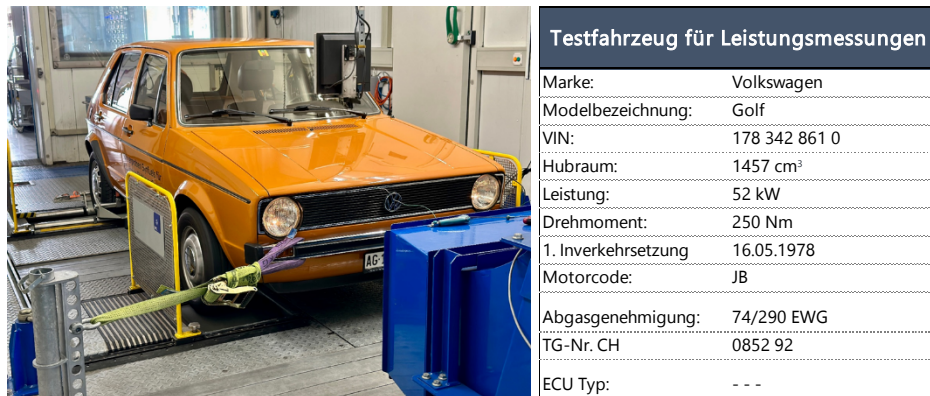 Testfahrzeug für Leistungsmessungen
Marke: Volkswagen
Modelbezeichnung: Golf
VIN: 178 342 861 0
Hubraum: 1457 cm³
Leistung: 52 kW
Drehmoment: 250 Nm
1. Inverkehrsetzung 16.05.1978
Motorcode: JB
Abgasgenehmigung: 74/290 EWG
TG-Nr. CH 0852 92
ECU Typ: - - -
AG